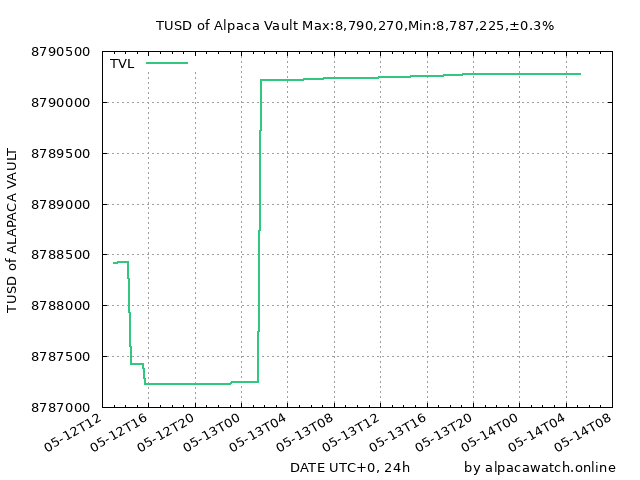 TUSD of Alpaca Vault Max:8,790,270,Min:8,787,225,±0.3%
TVL
8790500
8790000
8789500
8789000
8788500
8788000
8787500
8787000
TUSD of ALAPACA VAULT
05-12T12
05-12T16
05-12T20
05-13T00
05-13T04
05-13T08
05-13T12
05-13T16
05-13T20
05-14T00
05-14T04
05-14T08
DATE UTC+0, 24h
by alpacawatch.online